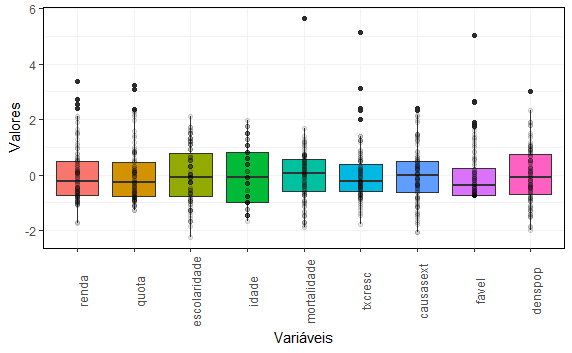 Valores
6
4
2
0
-2
renda
quota
escolaridade
idade
mortalidade
txcresc
causasext
favel
denspop
Variáveis